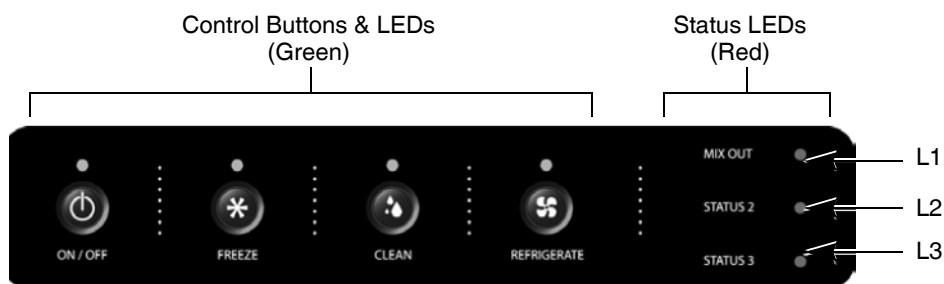 Control Buttons & LEDs
(Green)
Status LEDs
(Red)
ON / OFF
FREEZE
CLEAN
REFRIGERATE
MIX OUT
STATUS 2
STATUS 3
L1
L2
L3